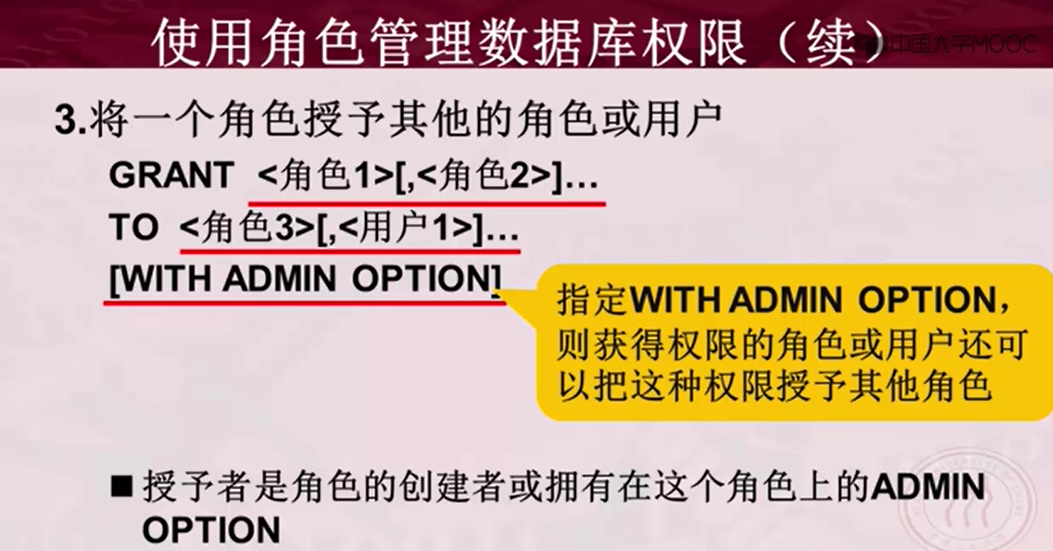 使用角色管理数据库权限（续）
中国大学MOOC
3.将一个角色授予其他的角色或用户
GRANT <角色1>[,<角色2>]…
TO <角色3>[,<用户1>]…
[WITH ADMIN OPTION]
指定WITH ADMIN OPTION，
则获得权限的角色或用户还可
以把这种权限授予其他角色
■ 授予者是角色的创建者或拥有在这个角色上的ADMIN
OPTION